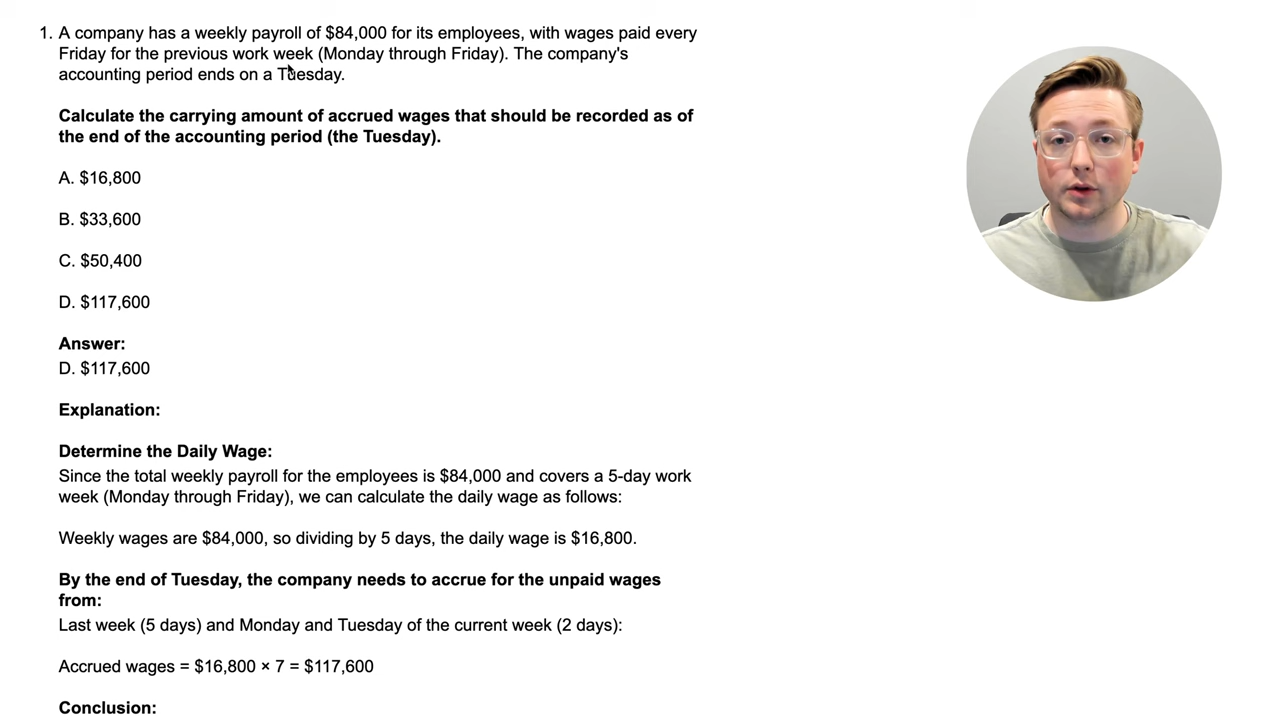 1. A company has a weekly payroll of $84,000 for its employees, with wages paid every
Friday for the previous work week (Monday through Friday). The company's
accounting period ends on a Tuesday.
Calculate the carrying amount of accrued wages that should be recorded as of
the end of the accounting period (the Tuesday).
A. $16,800
B. $33,600
C. $50,400
D. $117,600
Answer:
D. $117,600
Explanation:
Determine the Daily Wage:
Since the total weekly payroll for the employees is $84,000 and covers a 5-day work
week (Monday through Friday), we can calculate the daily wage as follows:
Weekly wages are $84,000, so dividing by 5 days, the daily wage is $16,800.
By the end of Tuesday, the company needs to accrue for the unpaid wages
from:
Last week (5 days) and Monday and Tuesday of the current week (2 days):
Accrued wages = $16,800 × 7 = $117,600
Conclusion: